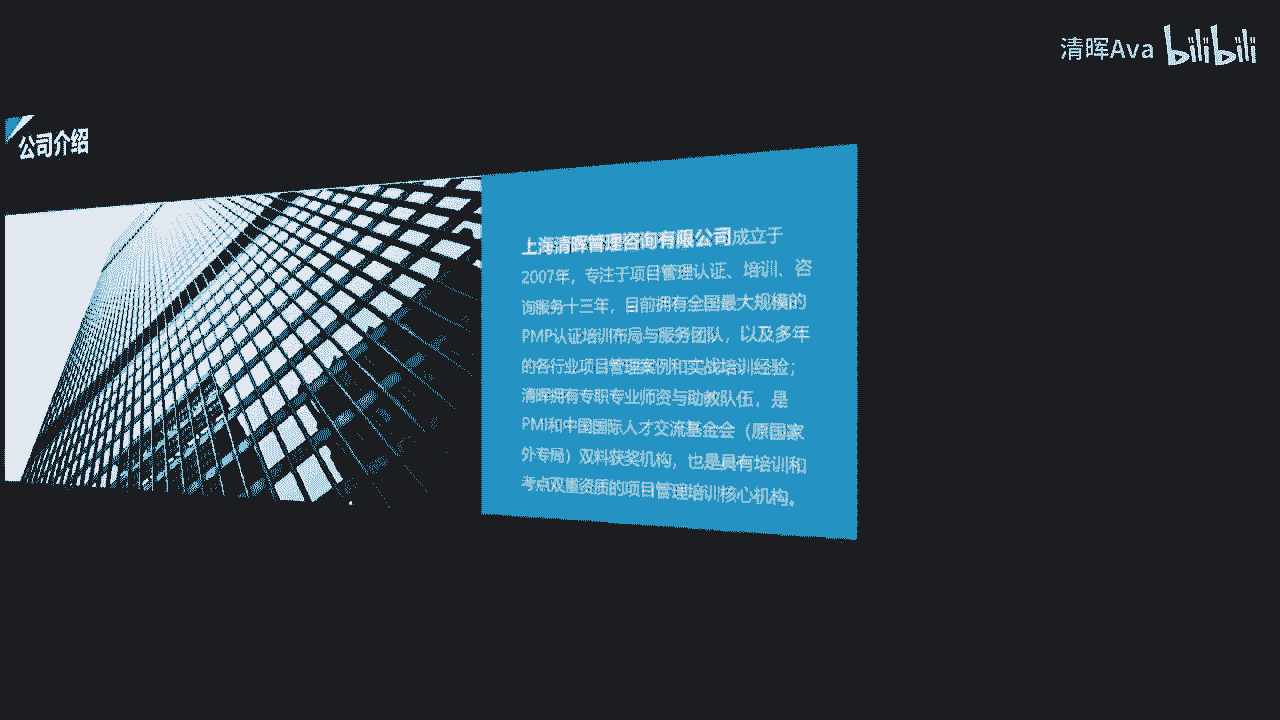 清晖Ava bilibili
公司介绍
上海清晖管理咨询有限公司成立于
2007年，专注于项目管理认证、培训、咨
询服务十三年，目前拥有全国最大规模的
PMP认证培训布局与服务团队，以及多年
的各行业项目管理案例和实战培训经验；
清晖拥有专职专业师资与助教队伍，是
PMI和中国国际人才交流基金会（原国家
外专局）双料获奖机构，也是具有培训和
考点双重资质的项目管理培训核心机构。